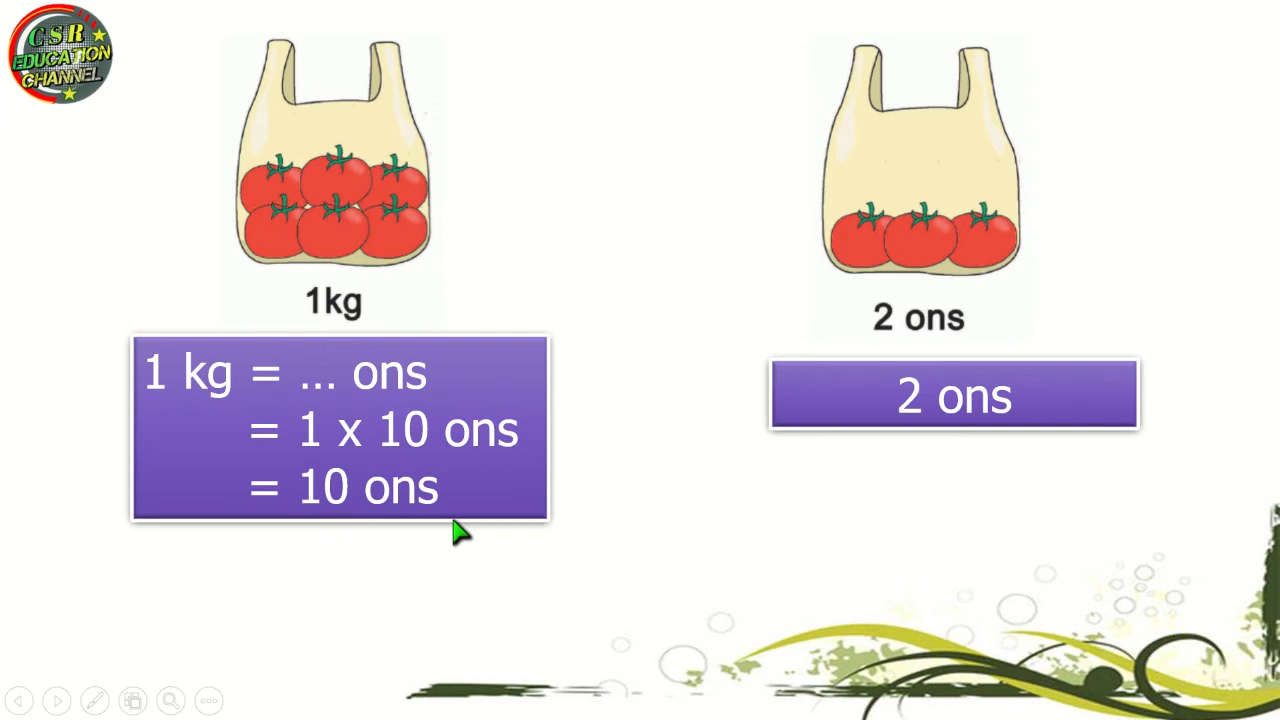 CSR
EDUCATION
CHANNEL
1kg
2 ons
1 kg = ... ons
= 1 x 10 ons
= 10 ons
2 ons